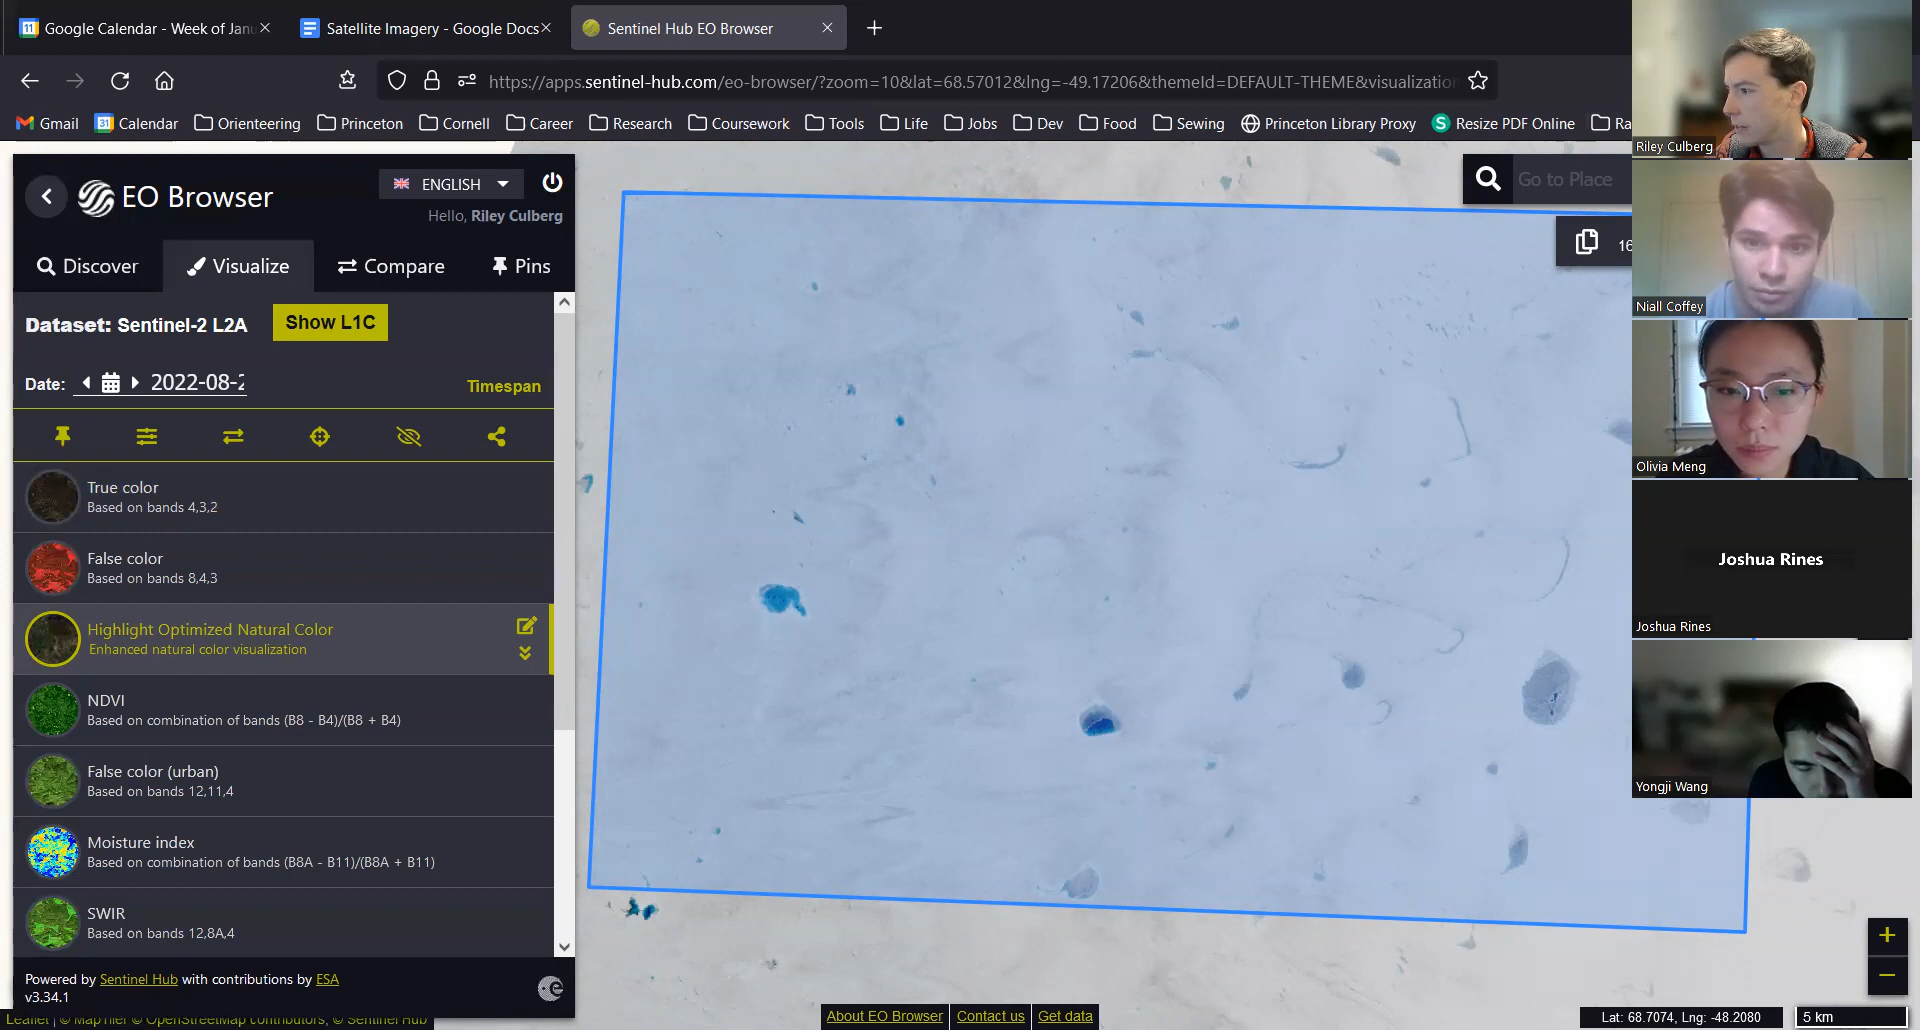 Google Calendar - Week of Janu
Satellite Imagery - Google Docs
Sentinel Hub EO Browser
https://apps.sentinel-hub.com/eo-browser/?zoom=10&lat=68.57012&lng=-49.17206&themeId=DEFAULT-THEME&visualizatio
Gmail
Calendar
Orienteering
Princeton
Cornell
Career
Research
Coursework
Tools
Life
Jobs
Dev
Food
Sewing
Princeton Library Proxy
Resize PDF Online
Ra
EO Browser
ENGLISH
Hello, Riley Culberg
Discover
Visualize
Compare
Pins
Dataset: Sentinel-2 L2A
Show L1C
Date:
2022-08-2
Timespan
True color
Based on bands 4,3,2
False color
Based on bands 8,4,3
Highlight Optimized Natural Color
Enhanced natural color visualization
NDVI
Based on combination of bands (B8 - B4)/(B8 + B4)
False color (urban)
Based on bands 12,11,4
Moisture index
Based on combination of bands (B8A - B11)/(B8A + B11)
SWIR
Based on bands 12,8A,4
Powered by Sentinel Hub with contributions by ESA
v3.34.1
Leaflet | © MapTiler © OpenStreetMap contributors, © Sentinel Hub
About EO Browser
Contact us
Get data
Go to Place
16
Riley Culberg
Niall Coffey
Olivia Meng
Joshua Rines
Joshua Rines
Yongji Wang
+
−
Lat: 68.7074, Lng: -48.2080
5 km